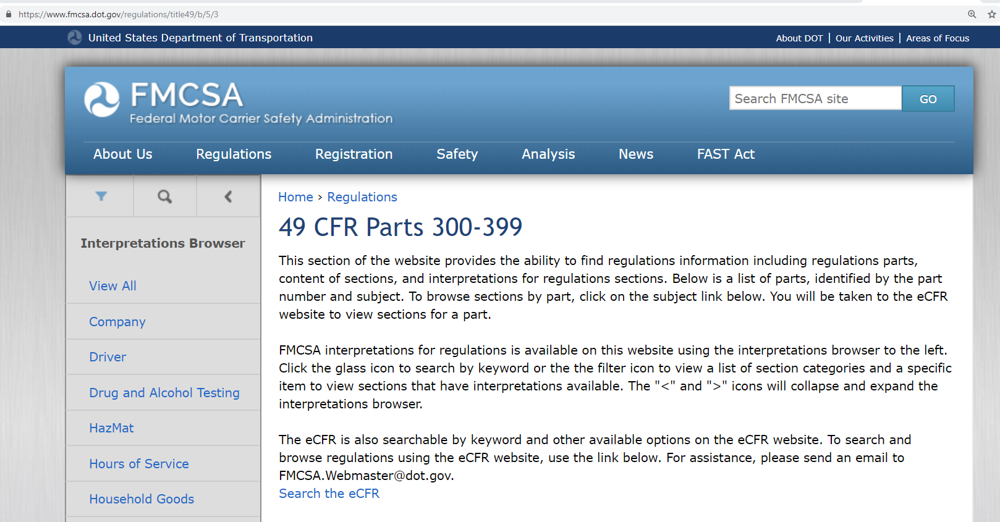 https://www.fmcsa.dot.gov/regulations/title49/b/5/3
United States Department of Transportation
About DOT | Our Activities | Areas of Focus
FMCSA
Federal Motor Carrier Safety Administration
Search FMCSA site
GO
About Us Regulations Registration Safety Analysis News FAST Act
Interpretations Browser
View All
Company
Driver
Drug and Alcohol Testing
HazMat
Hours of Service
Household Goods
Home › Regulations
49 CFR Parts 300-399
This section of the website provides the ability to find regulations information including regulations parts,
content of sections, and interpretations for regulations sections. Below is a list of parts, identified by the part
number and subject. To browse sections by part, click on the subject link below. You will be taken to the eCFR
website to view sections for a part.
FMCSA interpretations for regulations is available on this website using the interpretations browser to the left.
Click the glass icon to search by keyword or the the filter icon to view a list of section categories and a specific
item to view sections that have interpretations available. The "<" and ">" icons will collapse and expand the
interpretations browser.
The eCFR is also searchable by keyword and other available options on the eCFR website. To search and
browse regulations using the eCFR website, use the link below. For assistance, please send an email to
FMCSA.Webmaster@dot.gov.
Search the eCFR